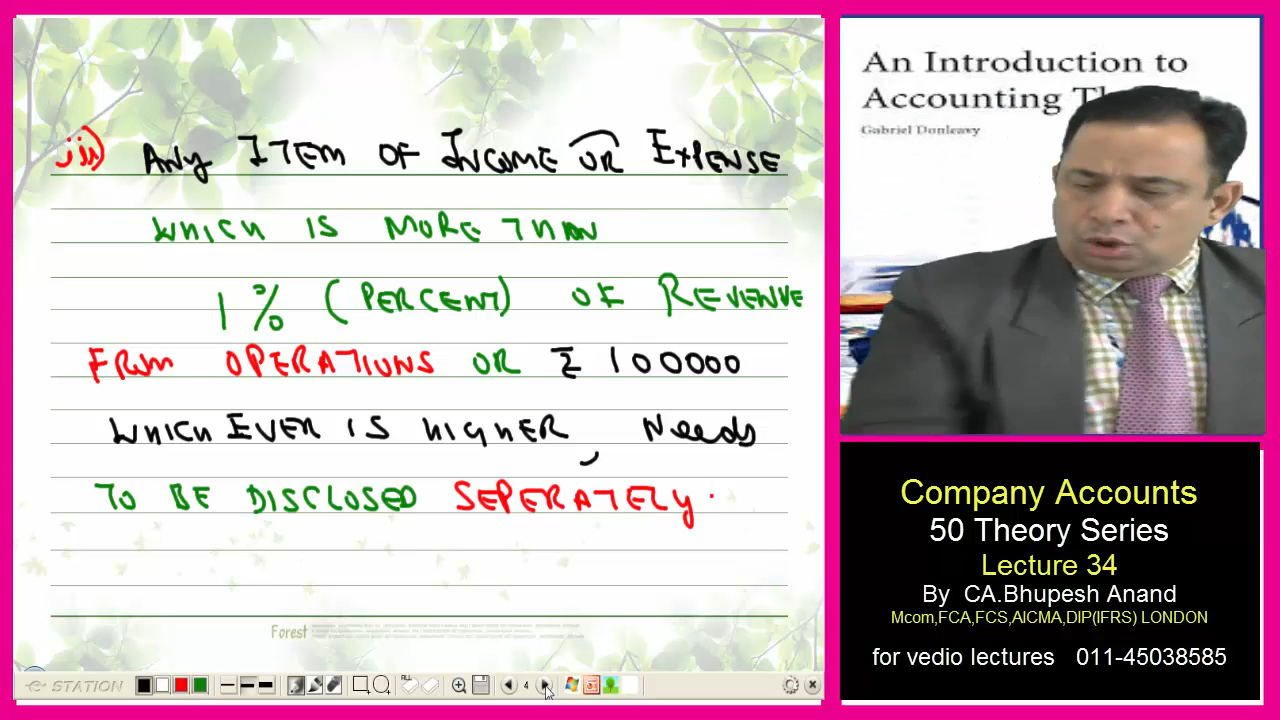 iii) ANY ITEM OF INCOME OR EXPENSE
WHICH IS MORE THAN
1% (PERCENT) OF REVENUE
FROM OPERATIONS OR ₹ 100000
WHICH EVER IS HIGHER, Needs
TO BE DISCLOSED SEPERATELY.
Forest
e-STATION
4
An Introduction to
Accounting Th
Gabriel Donleavy
Company Accounts
50 Theory Series
Lecture 34
By CA.Bhupesh Anand
Mcom,FCA,FCS,AICMA,DIP(IFRS) LONDON
for vedio lectures 011-45038585